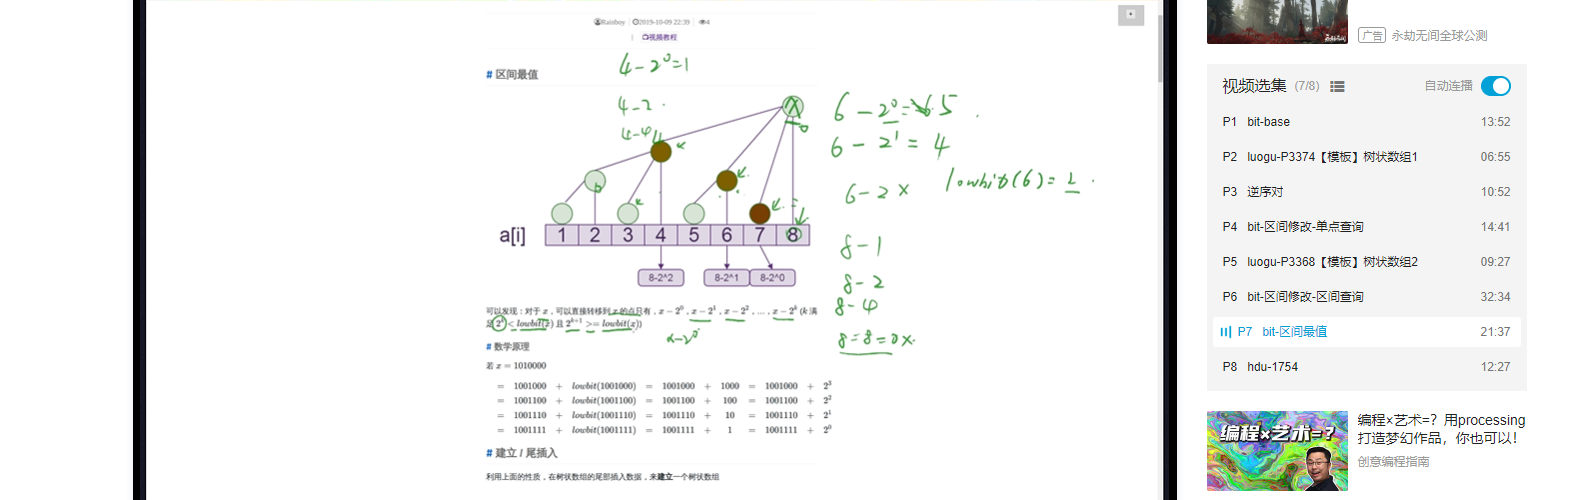 Rainboy 2019-10-09 22:39 4
视频教程
# 区间最值
4-2^0=1
4-2
4-4
6-2^0=5
6-2^1=4
6-2 x
lowbit(6)=2
8-1
8-2
8-4
8-8=0x
a[i] 1 2 3 4 5 6 7 8
8-2^2 8-2^1 8-2^0
可以发现：对于 x，可以直接转移到 x 的点只有，x − 2^0，x − 2^1，x − 2^2，...，x − 2^k (k 满
足 2^k < lowbit(x) 且 2^{k+1} >= lowbit(x))
x-2^0
# 数学原理
若 x = 1010000
= 1001000 + lowbit(1001000) = 1001000 + 1000 = 1001000 + 2^3
= 1001100 + lowbit(1001100) = 1001100 + 100 = 1001100 + 2^2
= 1001110 + lowbit(1001110) = 1001110 + 10 = 1001110 + 2^1
= 1001111 + lowbit(1001111) = 1001111 + 1 = 1001111 + 2^0
# 建立 / 尾插入
利用上面的性质，在树状数组的尾部插入数据，来建立一个树状数组
广告 永劫无间全球公测
视频选集 (7/8) 自动连播
P1 bit-base 13:52
P2 luogu-P3374【模板】树状数组1 06:55
P3 逆序对 10:52
P4 bit-区间修改-单点查询 14:41
P5 luogu-P3368【模板】树状数组2 09:27
P6 bit-区间修改-区间查询 32:34
P7 bit-区间最值 21:37
P8 hdu-1754 12:27
编程×艺术=?
编程×艺术=？用processing
打造梦幻作品，你也可以！
创意编程指南